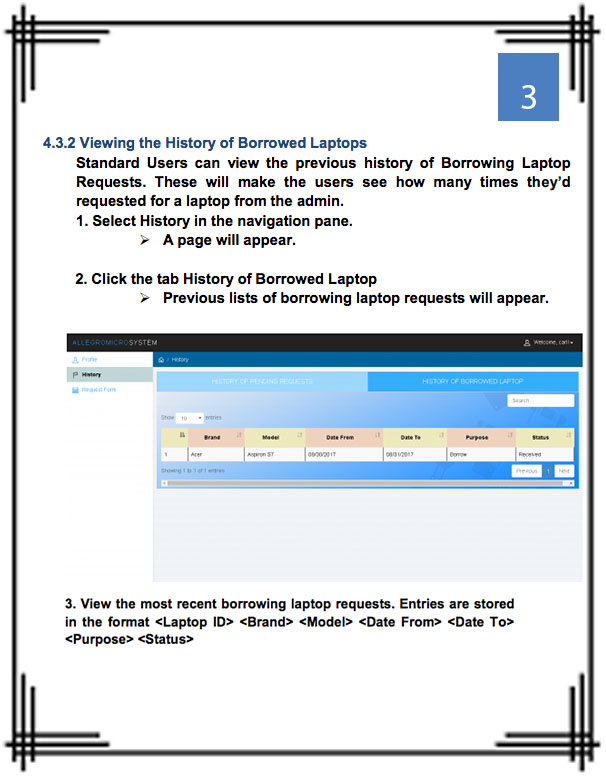 3
4.3.2 Viewing the History of Borrowed Laptops
Standard Users can view the previous history of Borrowing Laptop
Requests. These will make the users see how many times they'd
requested for a laptop from the admin.
1. Select History in the navigation pane.
➢ A page will appear.
2. Click the tab History of Borrowed Laptop
➢ Previous lists of borrowing laptop requests will appear.
ALLEGROMICROSYSTEM Welcome, carl!
Profile / History
History
Request Form
HISTORY OF PENDING REQUESTS HISTORY OF BORROWED LAPTOP
Search...
Show 10 entries
Brand Model Date From Date To Purpose Status
1 Acer Aspiron S7 08/30/2017 08/31/2017 Borrow Received
Showing 1 to 1 of 1 entries Previous 1 Next
3. View the most recent borrowing laptop requests. Entries are stored
in the format <Laptop ID> <Brand> <Model> <Date From> <Date To>
<Purpose> <Status>